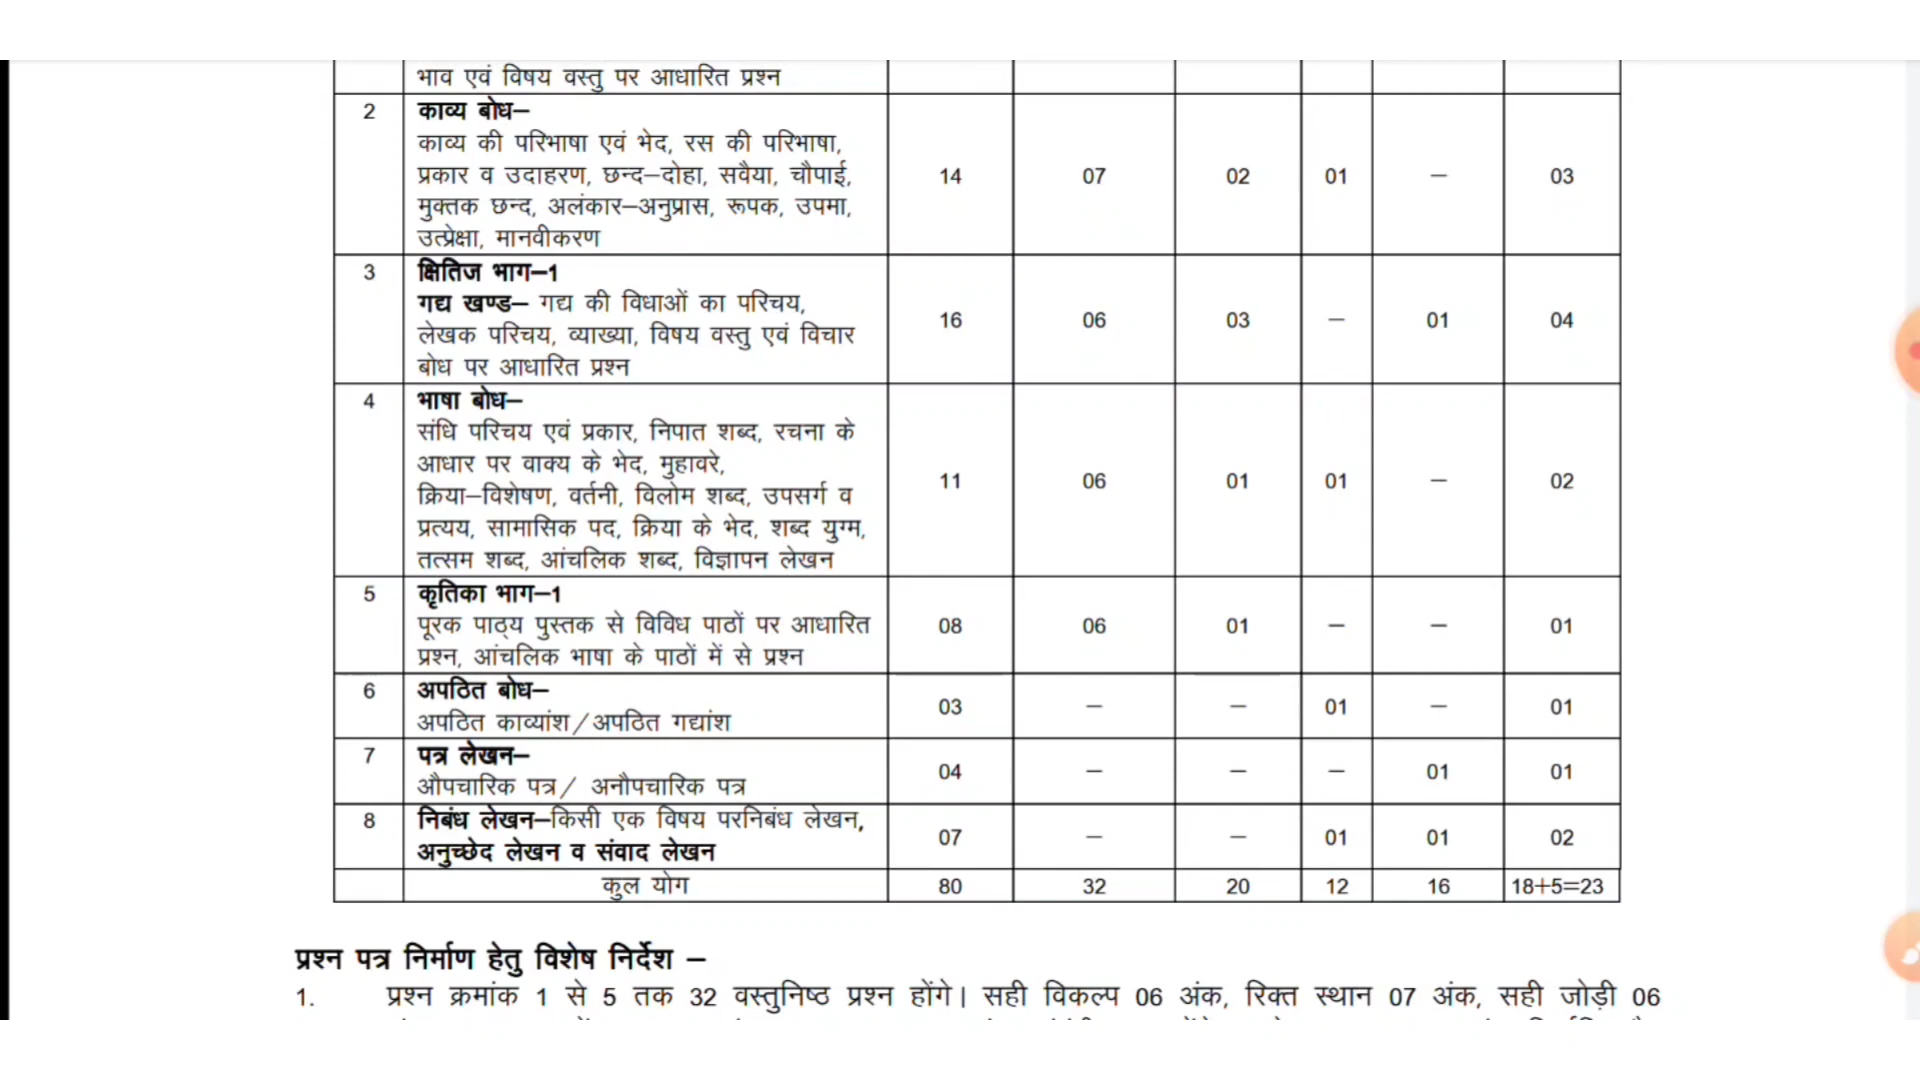 भाव एवं विषय वस्तु पर आधारित प्रश्न
2 काव्य बोध–
काव्य की परिभाषा एवं भेद, रस की परिभाषा,
प्रकार व उदाहरण, छन्द–दोहा, सवैया, चौपाई,
मुक्तक छन्द, अलंकार–अनुप्रास, रूपक, उपमा,
उत्प्रेक्षा, मानवीकरण
14 07 02 01 – 03
3 क्षितिज भाग–1
गद्य खण्ड– गद्य की विधाओं का परिचय,
लेखक परिचय, व्याख्या, विषय वस्तु एवं विचार
बोध पर आधारित प्रश्न
16 06 03 – 01 04
4 भाषा बोध–
संधि परिचय एवं प्रकार, निपात शब्द, रचना के
आधार पर वाक्य के भेद, मुहावरे,
क्रिया–विशेषण, वर्तनी, विलोम शब्द, उपसर्ग व
प्रत्यय, सामासिक पद, क्रिया के भेद, शब्द युग्म,
तत्सम शब्द, आंचलिक शब्द, विज्ञापन लेखन
11 06 01 01 – 02
5 कृतिका भाग–1
पूरक पाठ्य पुस्तक से विविध पाठों पर आधारित
प्रश्न, आंचलिक भाषा के पाठों में से प्रश्न
08 06 01 – – 01
6 अपठित बोध–
अपठित काव्यांश/अपठित गद्यांश
03 – – 01 – 01
7 पत्र लेखन–
औपचारिक पत्र/ अनौपचारिक पत्र
04 – – – 01 01
8 निबंध लेखन–किसी एक विषय परनिबंध लेखन,
अनुच्छेद लेखन व संवाद लेखन
07 – – 01 01 02
कुल योग 80 32 20 12 16 18+5=23
प्रश्न पत्र निर्माण हेतु विशेष निर्देश –
1. प्रश्न क्रमांक 1 से 5 तक 32 वस्तुनिष्ठ प्रश्न होंगे। सही विकल्प 06 अंक, रिक्त स्थान 07 अंक, सही जोड़ी 06